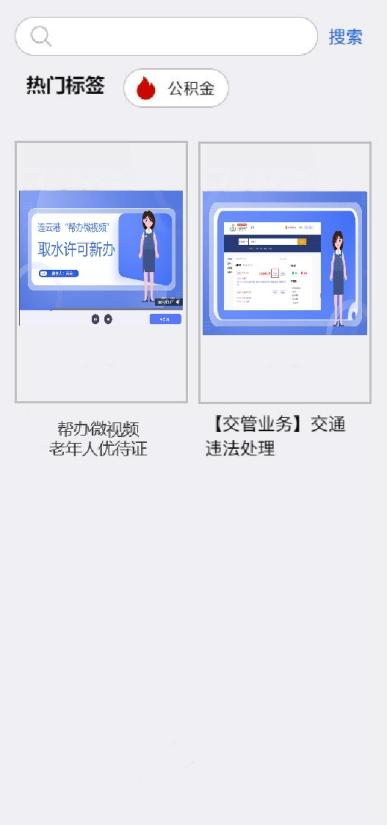 搜索
热门标签
公积金
连云港“帮办微视频”
取水许可新办
帮办微视频
老年人优待证
【交管业务】交通
违法处理